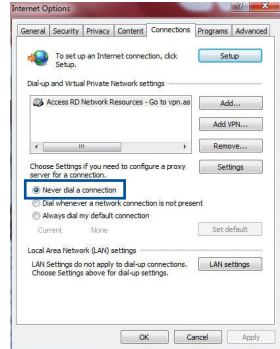 Internet Options
General Security Privacy Content Connections Programs Advanced
To set up an Internet connection, click
Setup.
Setup
Dial-up and Virtual Private Network settings
Access RD Network Resources - Go to vpn.as
Add...
Add VPN...
Remove...
Choose Settings if you need to configure a proxy
server for a connection.
Settings
Never dial a connection
Dial whenever a network connection is not present
Always dial my default connection
Current None
Set default
Local Area Network (LAN) settings
LAN Settings do not apply to dial-up connections.
Choose Settings above for dial-up settings.
LAN settings
OK Cancel Apply